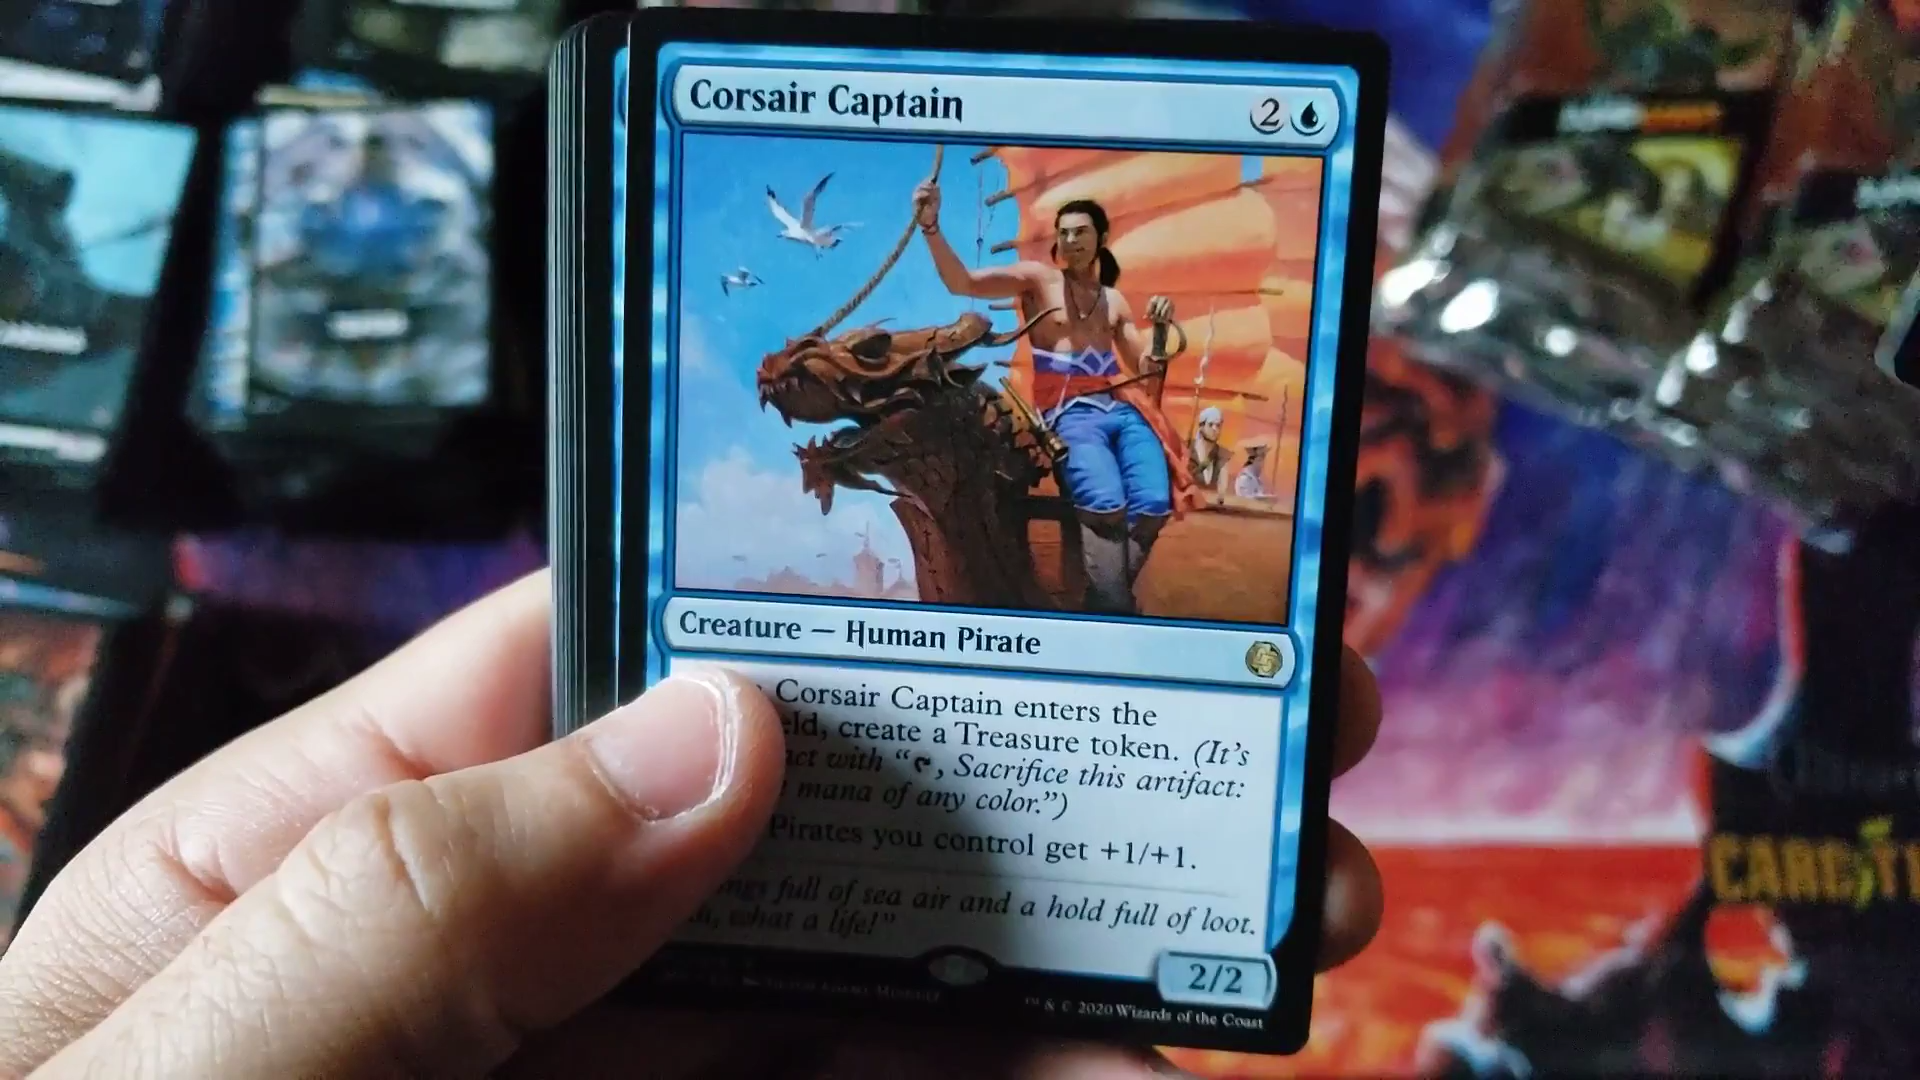 Corsair Captain 2
Creature — Human Pirate
Corsair Captain enters the
eld, create a Treasure token. (It's
act with “, Sacrifice this artifact:
mana of any color.”)
Pirates you control get +1/+1.
ngs full of sea air and a hold full of loot.
what a life!”
2/2
™ & © 2020 Wizards of the Coast